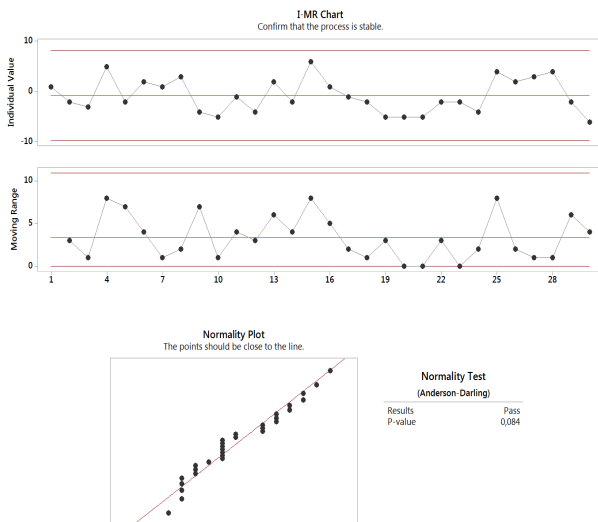 I-MR Chart
Confirm that the process is stable.
10
0
-10
Individual Value
10
5
0
Moving Range
1 4 7 10 13 16 19 22 25 28
Normality Plot
The points should be close to the line.
Normality Test
(Anderson-Darling)
Results Pass
P-value 0,084